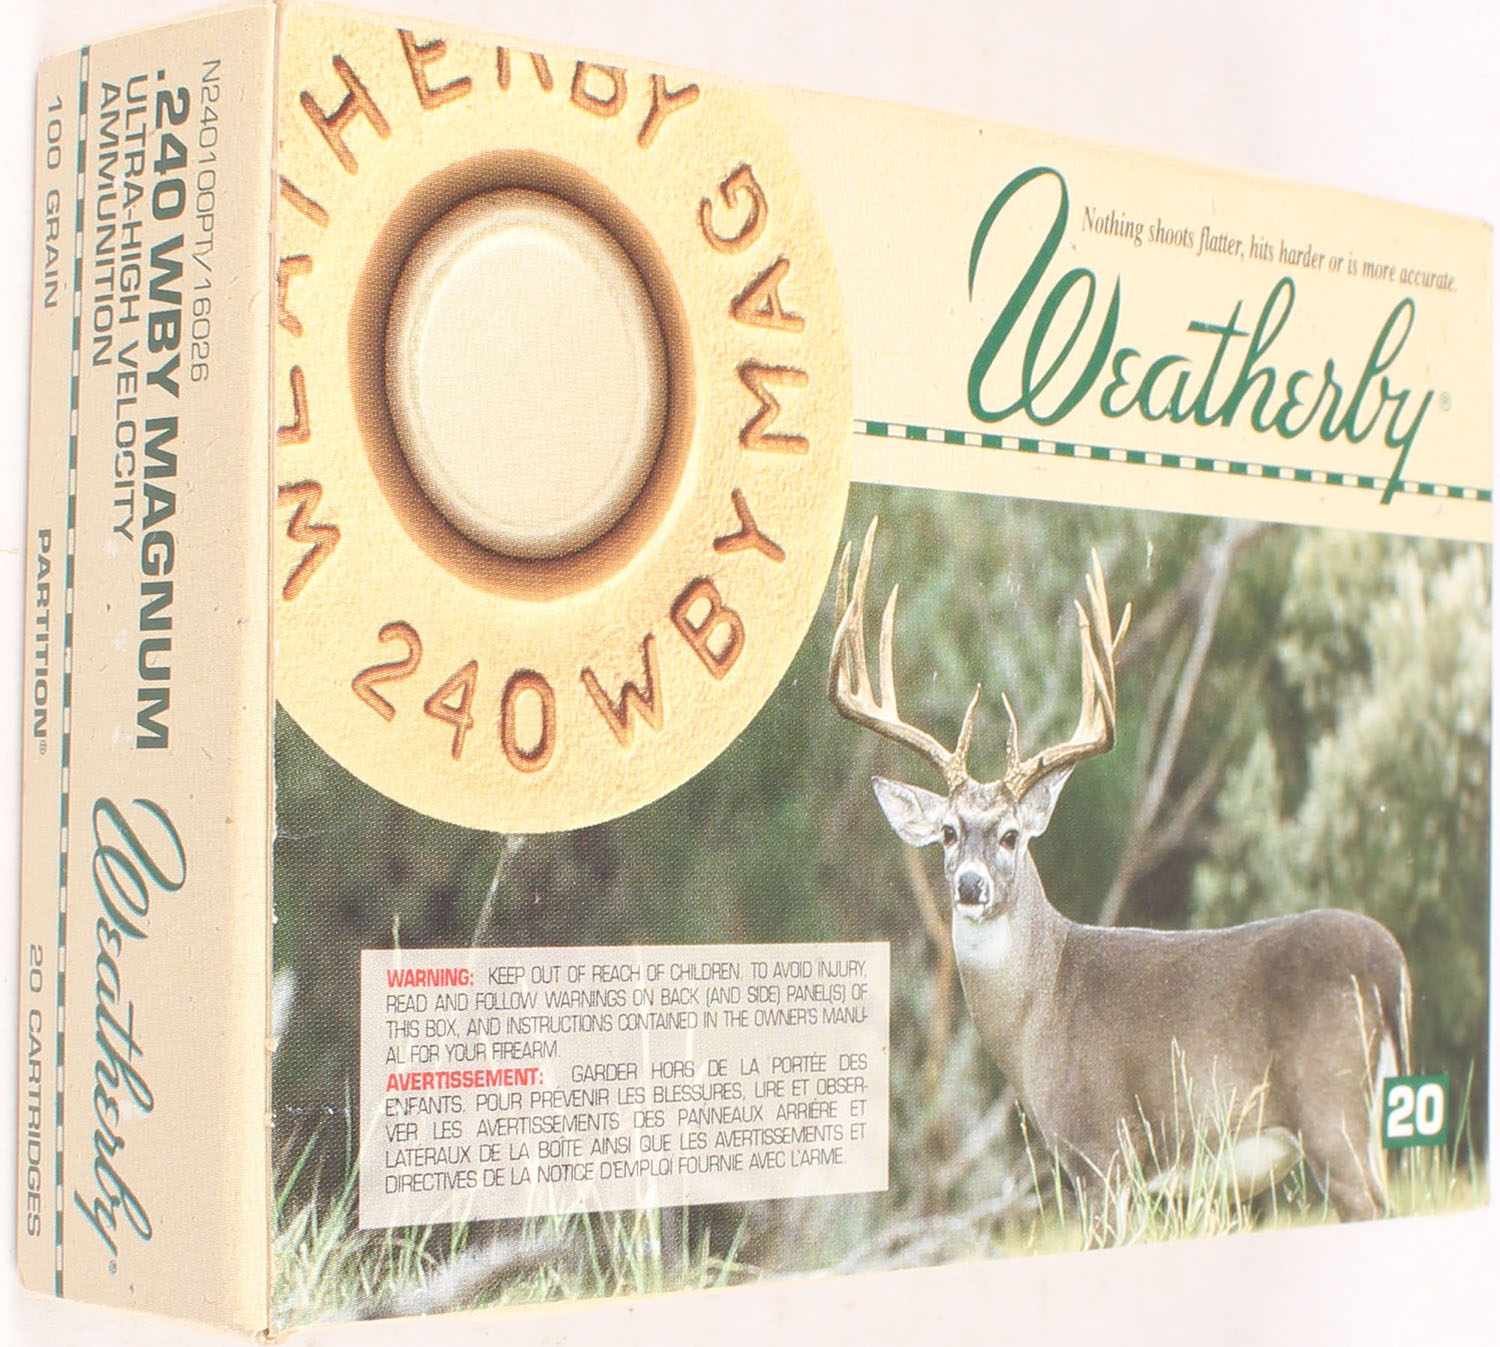 N240100PT/16026
.240 WBY MAGNUM
ULTRA-HIGH VELOCITY
AMMUNITION
Weatherby®
100 GRAIN PARTITION® 20 CARTRIDGES
WEATHERBY
240 WBY MAG
Nothing shoots flatter, hits harder or is more accurate.
Weatherby®
WARNING: KEEP OUT OF REACH OF CHILDREN. TO AVOID INJURY,
READ AND FOLLOW WARNINGS ON BACK (AND SIDE) PANEL(S) OF
THIS BOX, AND INSTRUCTIONS CONTAINED IN THE OWNER'S MANU-
AL FOR YOUR FIREARM.
AVERTISSEMENT: GARDER HORS DE LA PORTÉE DES
ENFANTS. POUR PRÉVENIR LES BLESSURES, LIRE ET OBSER-
VER LES AVERTISSEMENTS DES PANNEAUX ARRIÈRE ET
LATÉRAUX DE LA BOÎTE AINSI QUE LES AVERTISSEMENTS ET
DIRECTIVES DE LA NOTICE D'EMPLOI FOURNIE AVEC L'ARME.
20